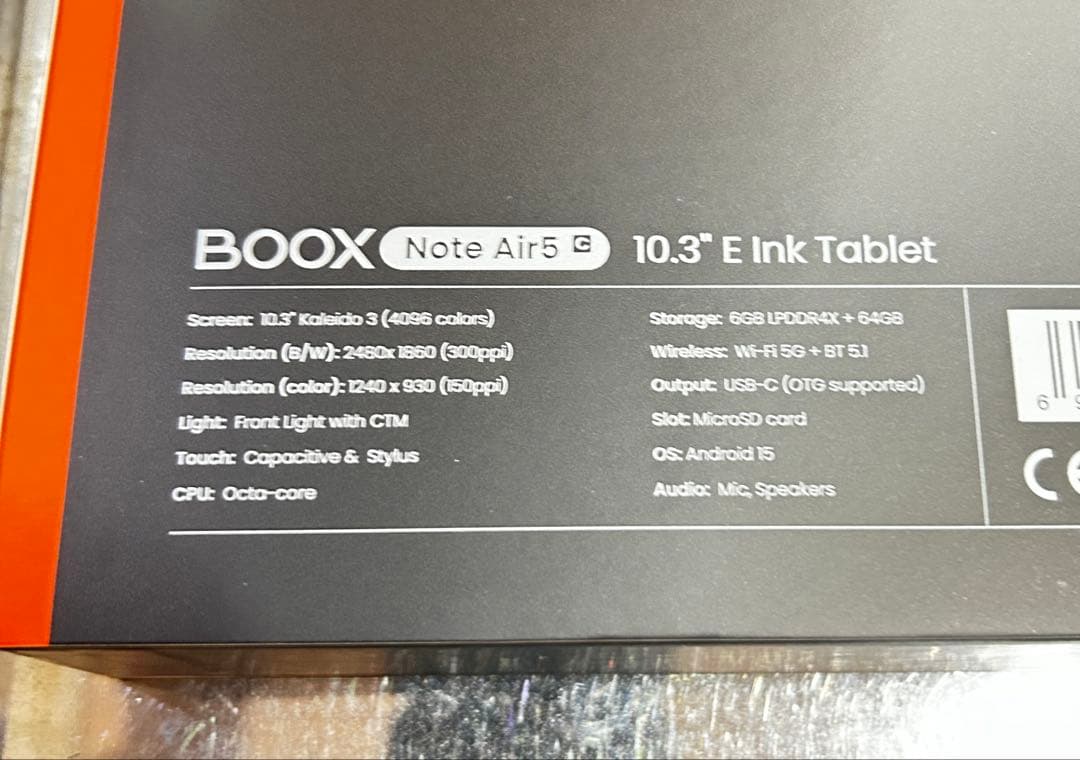 BOOX Note Air5 C 10.3" E Ink Tablet
Screen: 10.3" Kaleido 3 (4096 colors)
Resolution (B/W): 2480x 1860 (300ppi)
Resolution (color): 1240 x 930 (150ppi)
Light: Front Light with CTM
Touch: Capacitive & Stylus
CPU: Octa-core
Storage: 6GB LPDDR4X + 64GB
Wireless: Wi-Fi 5G + BT 5.1
Output: USB-C (OTG supported)
Slot: MicroSD card
OS: Android 15
Audio: Mic, Speakers
6 9
CE